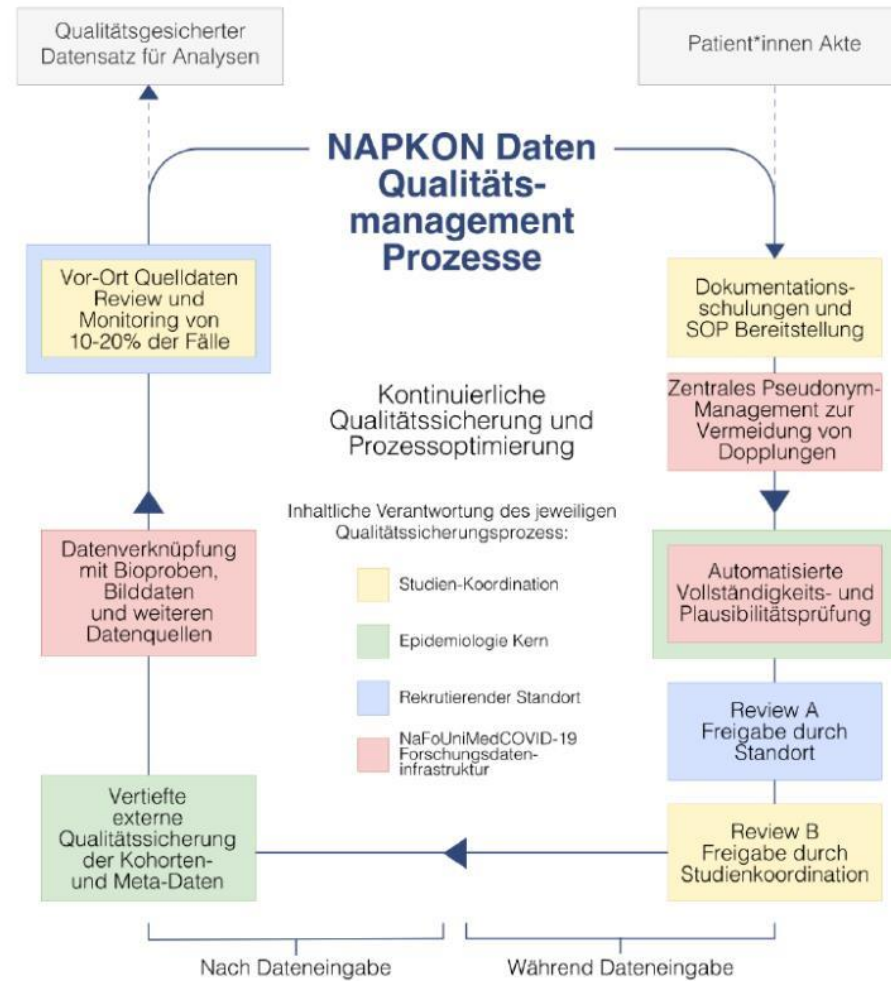 Qualitätsgesicherter
Datensatz für Analysen
Patient*innen Akte
NAPKON Daten
Qualitäts-
management
Prozesse
Vor-Ort Quelldaten
Review und
Monitoring von
10-20% der Fälle
Dokumentations-
schulungen und
SOP Bereitstellung
Zentrales Pseudonym-
Management zur
Vermeidung von
Dopplungen
Kontinuierliche
Qualitätssicherung und
Prozessoptimierung
Inhaltliche Verantwortung des jeweiligen
Qualitätssicherungsprozess:
Studien-Koordination
Epidemiologie Kern
Rekrutierender Standort
NaFoUniMedCOVID-19
Forschungsdaten-
infrastruktur
Datenverknüpfung
mit Bioproben,
Bilddaten
und weiteren
Datenquellen
Automatisierte
Vollständigkeits- und
Plausibilitätsprüfung
Review A
Freigabe durch
Standort
Vertiefte
externe
Qualitätssicherung
der Kohorten-
und Meta-Daten
Review B
Freigabe durch
Studienkoordination
Nach Dateneingabe
Während Dateneingabe